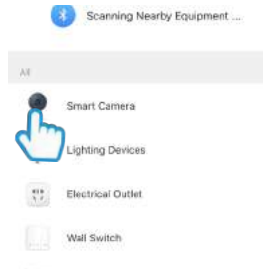 Scanning Nearby Equipment ...
All
Smart Camera
Lighting Devices
Electrical Outlet
Wall Switch